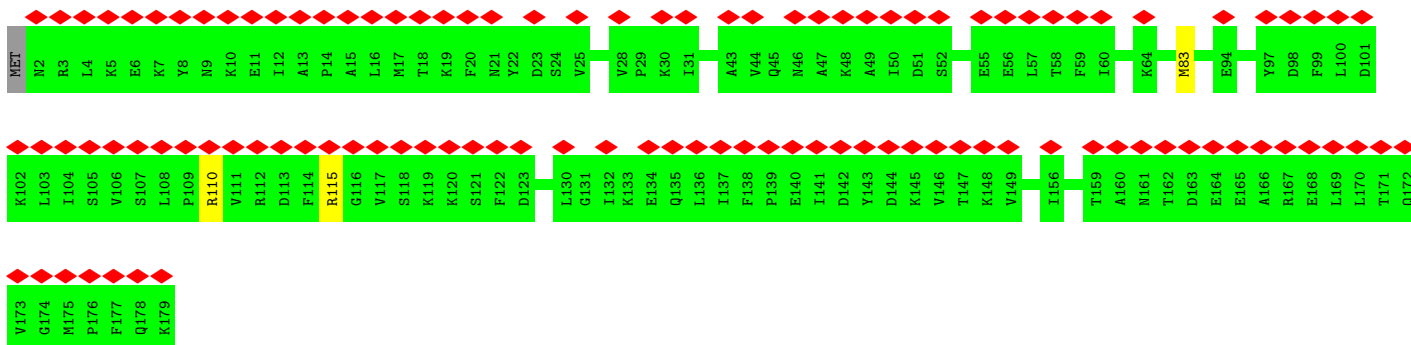 MET N2 R3 L4 K5 E6 K7 Y8 N9 K10 E11 I12 A13 P14 A15 L16 M17 T18 K19 F20 N21 Y22 D23 S24 V25 V28 P29 K30 I31 A43 V44 Q45 N46 A47 K48 A49 I50 D51 S52 E55 E56 L57 T58 F59 I60 K64 M83 E94 Y97 D98 F99 L100 D101
K102 L103 I104 S105 V106 S107 L108 P109 R110 V111 R112 D113 F114 R115 G116 V117 S118 K119 K120 S121 F122 D123 L130 G131 I132 K133 E134 Q135 L136 I137 F138 P139 E140 I141 D142 Y143 D144 K145 V146 T147 K148 V149 I156 T159 A160 N161 T162 D163 E164 E165 A166 R167 E168 L169 L170 T171 Q172
V173 G174 M175 P176 F177 Q178 K179